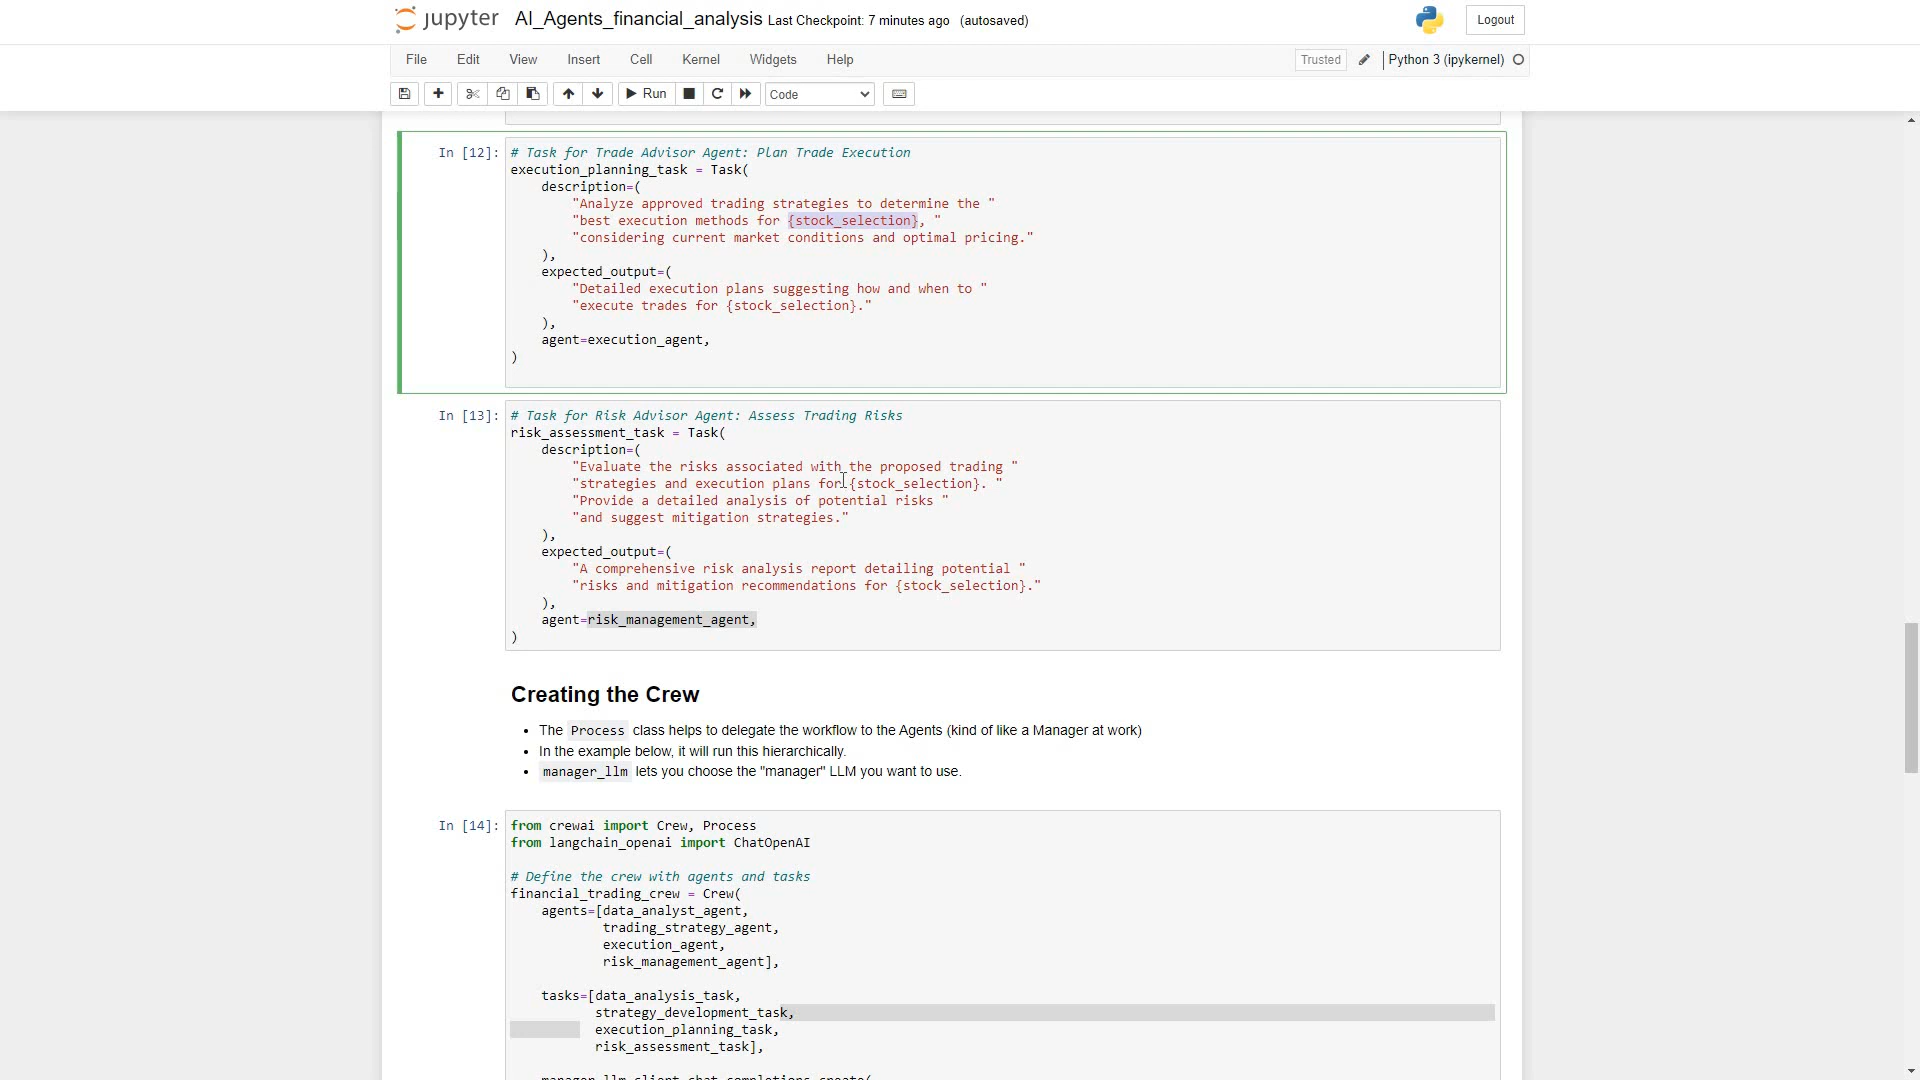 jupyter AI_Agents_financial_analysis Last Checkpoint: 7 minutes ago (autosaved) Logout
File Edit View Insert Cell Kernel Widgets Help Trusted Python 3 (ipykernel)
Run Code
In [12]: # Task for Trade Advisor Agent: Plan Trade Execution
execution_planning_task = Task(
description=(
"Analyze approved trading strategies to determine the "
"best execution methods for {stock_selection}, "
"considering current market conditions and optimal pricing."
),
expected_output=(
"Detailed execution plans suggesting how and when to "
"execute trades for {stock_selection}."
),
agent=execution_agent,
)
In [13]: # Task for Risk Advisor Agent: Assess Trading Risks
risk_assessment_task = Task(
description=(
"Evaluate the risks associated with the proposed trading "
"strategies and execution plans for {stock_selection}. "
"Provide a detailed analysis of potential risks "
"and suggest mitigation strategies."
),
expected_output=(
"A comprehensive risk analysis report detailing potential "
"risks and mitigation recommendations for {stock_selection}."
),
agent=risk_management_agent,
)
Creating the Crew
• The Process class helps to delegate the workflow to the Agents (kind of like a Manager at work)
• In the example below, it will run this hierarchically.
• manager_llm lets you choose the "manager" LLM you want to use.
In [14]: from crewai import Crew, Process
from langchain_openai import ChatOpenAI
# Define the crew with agents and tasks
financial_trading_crew = Crew(
agents=[data_analyst_agent,
trading_strategy_agent,
execution_agent,
risk_management_agent],
tasks=[data_analysis_task,
strategy_development_task,
execution_planning_task,
risk_assessment_task],